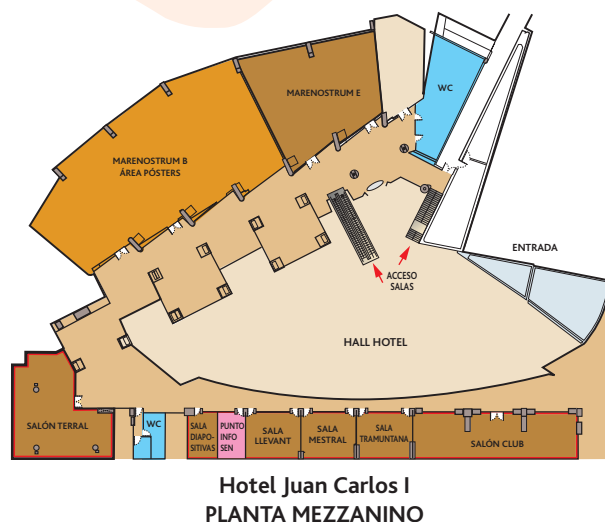 MARENOSTRUM E
WC
MARENOSTRUM B
ÁREA PÓSTERS
ENTRADA
ACCESO
SALAS
HALL HOTEL
SALÓN TERRAL
WC
SALA
DIAPO-
SITIVAS
PUNTO
INFO
SEN
SALA
LLEVANT
SALA
MESTRAL
SALA
TRAMUNTANA
SALÓN CLUB
Hotel Juan Carlos I
PLANTA MEZZANINO